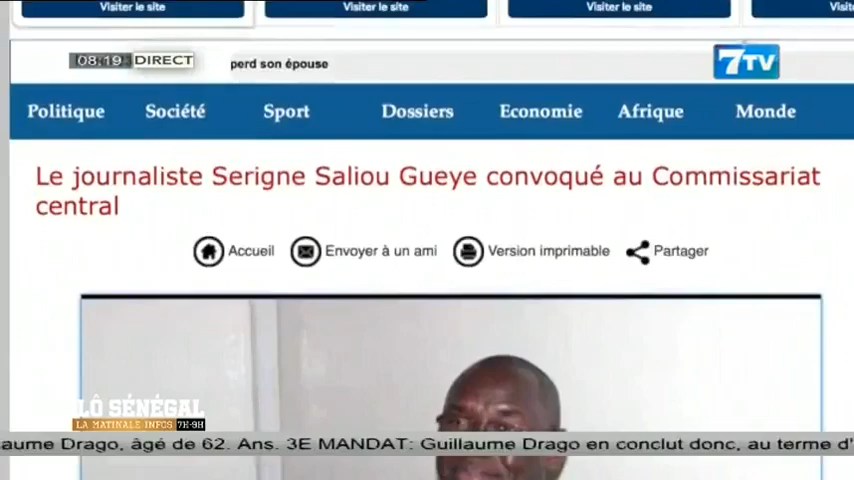 Visiter le site Visiter le site Visiter le site Visiter le
08:19 DIRECT perd son épouse 7TV
Politique Société Sport Dossiers Economie Afrique Monde
Le journaliste Serigne Saliou Gueye convoqué au Commissariat
central
Accueil Envoyer à un ami Version imprimable Partager
LÔ SÉNÉGAL
LA MATINALE INFOS 7H-9H
aume Drago, âgé de 62. Ans. 3E MANDAT: Guillaume Drago en conclut donc, au terme d'